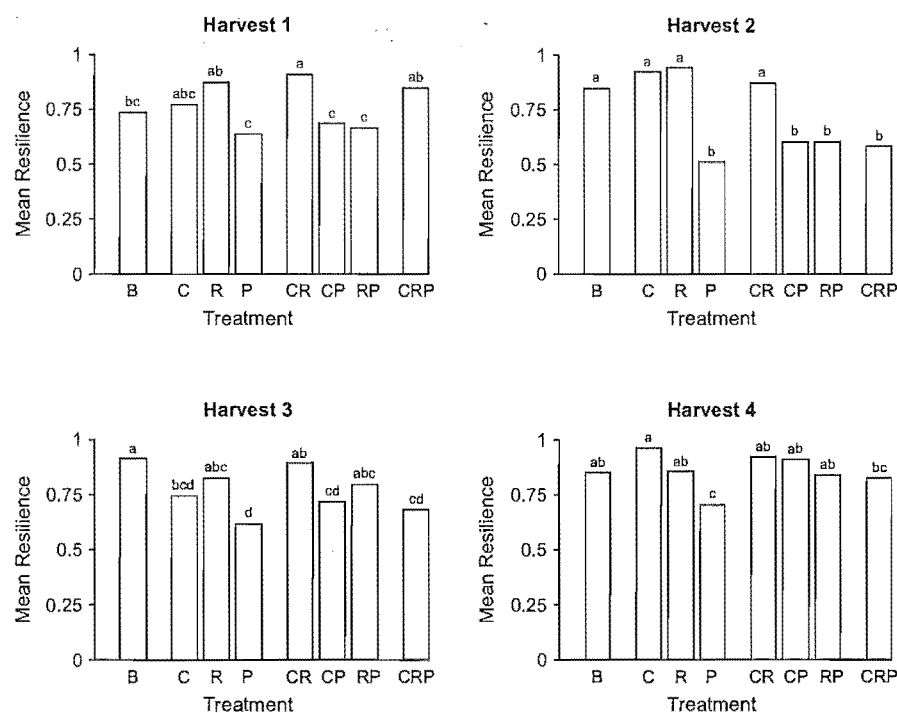 Harvest 1
Mean Resilience
1
0.75
0.5
0.25
0
bc
abc
ab
c
a
c
c
ab
B C R P CR CP RP CRP
Treatment
Harvest 2
Mean Resilience
1
0.75
0.5
0.25
0
a
a
a
b
a
b
b
b
B C R P CR CP RP CRP
Treatment
Harvest 3
Mean Resilience
1
0.75
0.5
0.25
0
a
bcd
abc
d
ab
cd
abc
cd
B C R P CR CP RP CRP
Treatment
Harvest 4
Mean Resilience
1
0.75
0.5
0.25
0
ab
a
ab
c
ab
ab
ab
bc
B C R P CR CP RP CRP
Treatment